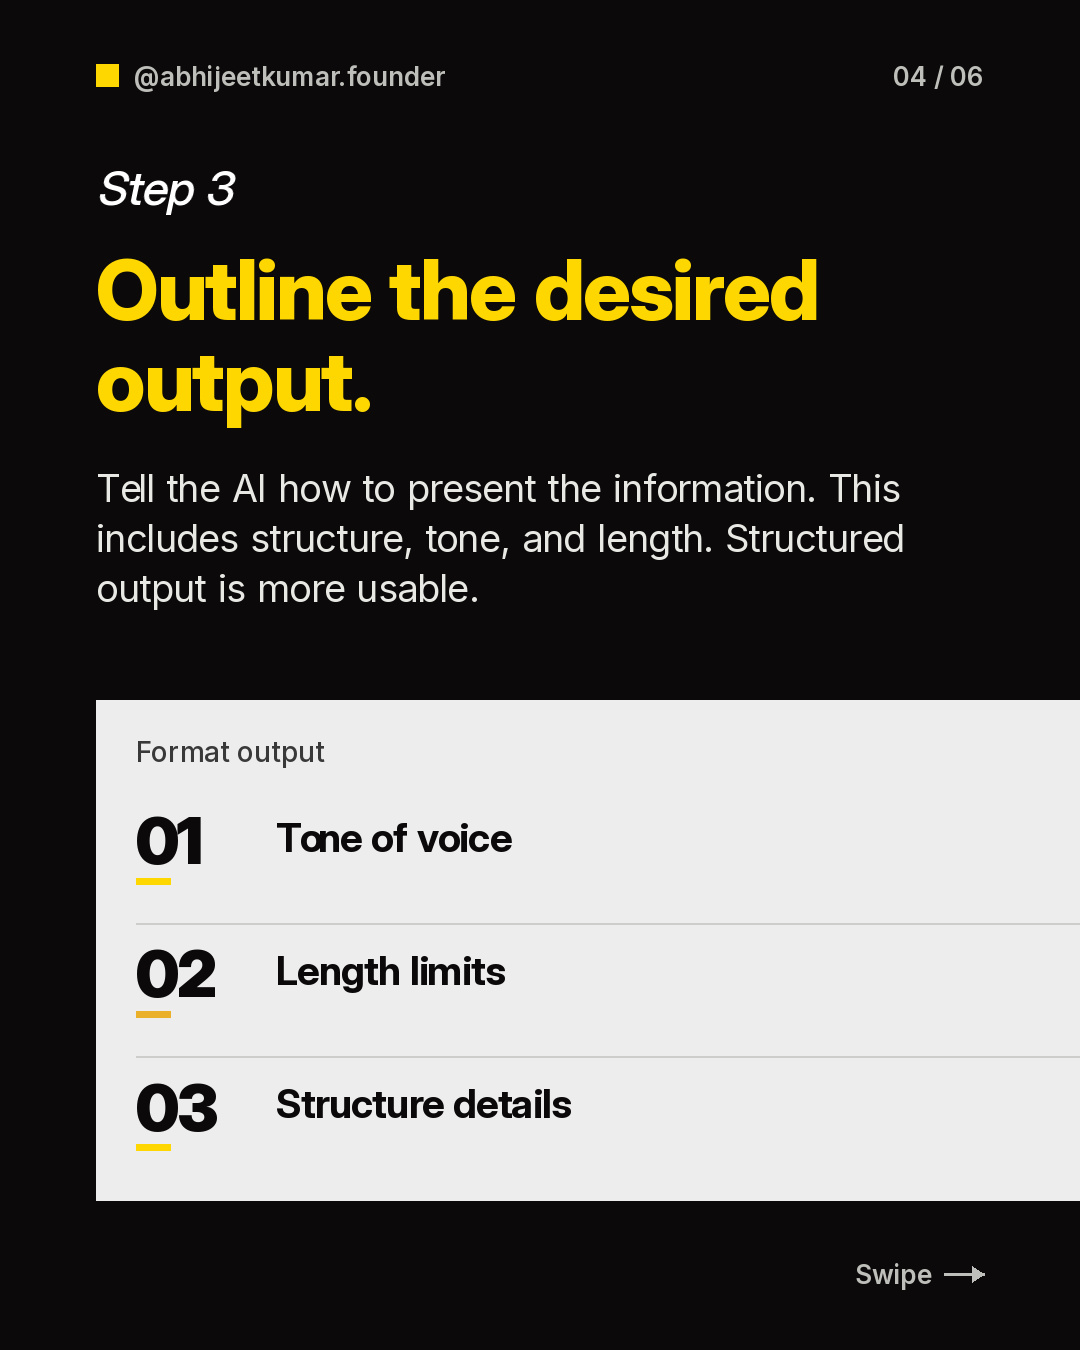 @abhijeetkumar.founder
04 / 06
Step 3
Outline the desired
output.
Tell the AI how to present the information. This
includes structure, tone, and length. Structured
output is more usable.
Format output
01 Tone of voice
02 Length limits
03 Structure details
Swipe →